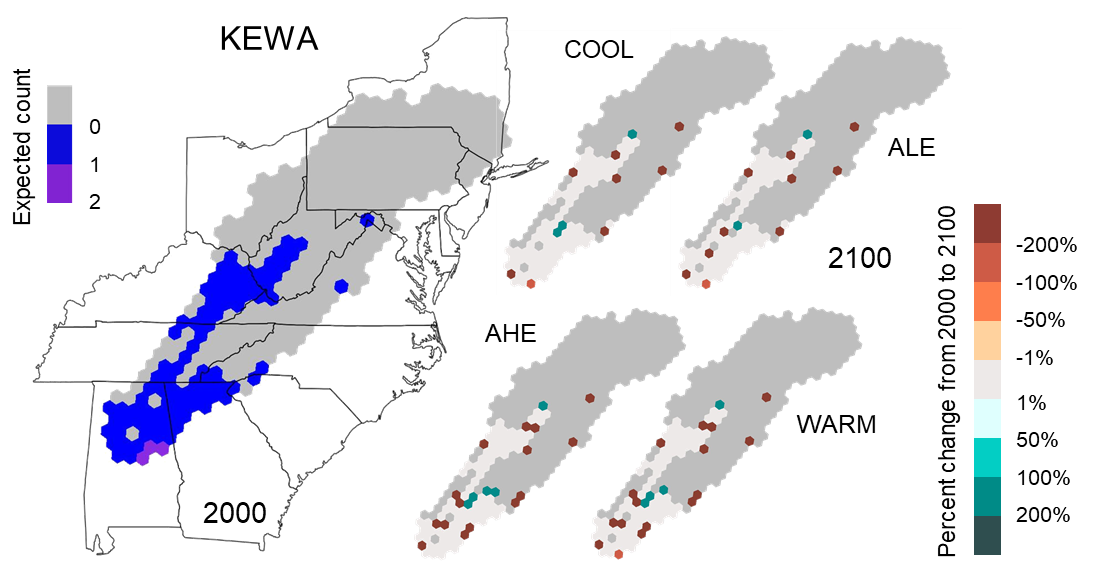 KEWA
Expected count
0
1
2
2000
COOL
ALE
2100
AHE
WARM
Percent change from 2000 to 2100
-200%
-100%
-50%
-1%
1%
50%
100%
200%